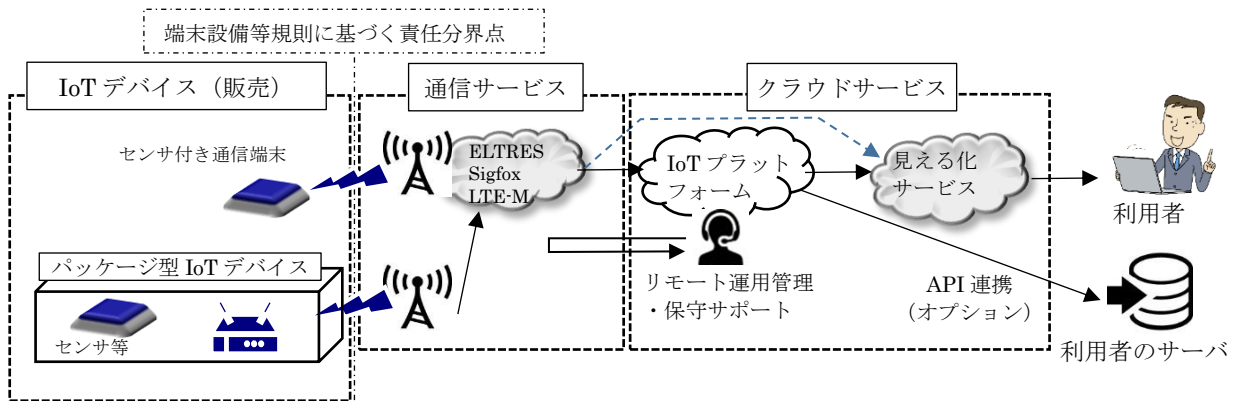 端末設備等規則に基づく責任分界点
IoT デバイス（販売）
通信サービス
クラウドサービス
センサ付き通信端末
ELTRES
Sigfox
LTE-M
IoT プラット
フォーム
見える化
サービス
利用者
パッケージ型 IoT デバイス
センサ等
リモート運用管理
・保守サポート
API 連携
（オプション）
利用者のサーバ